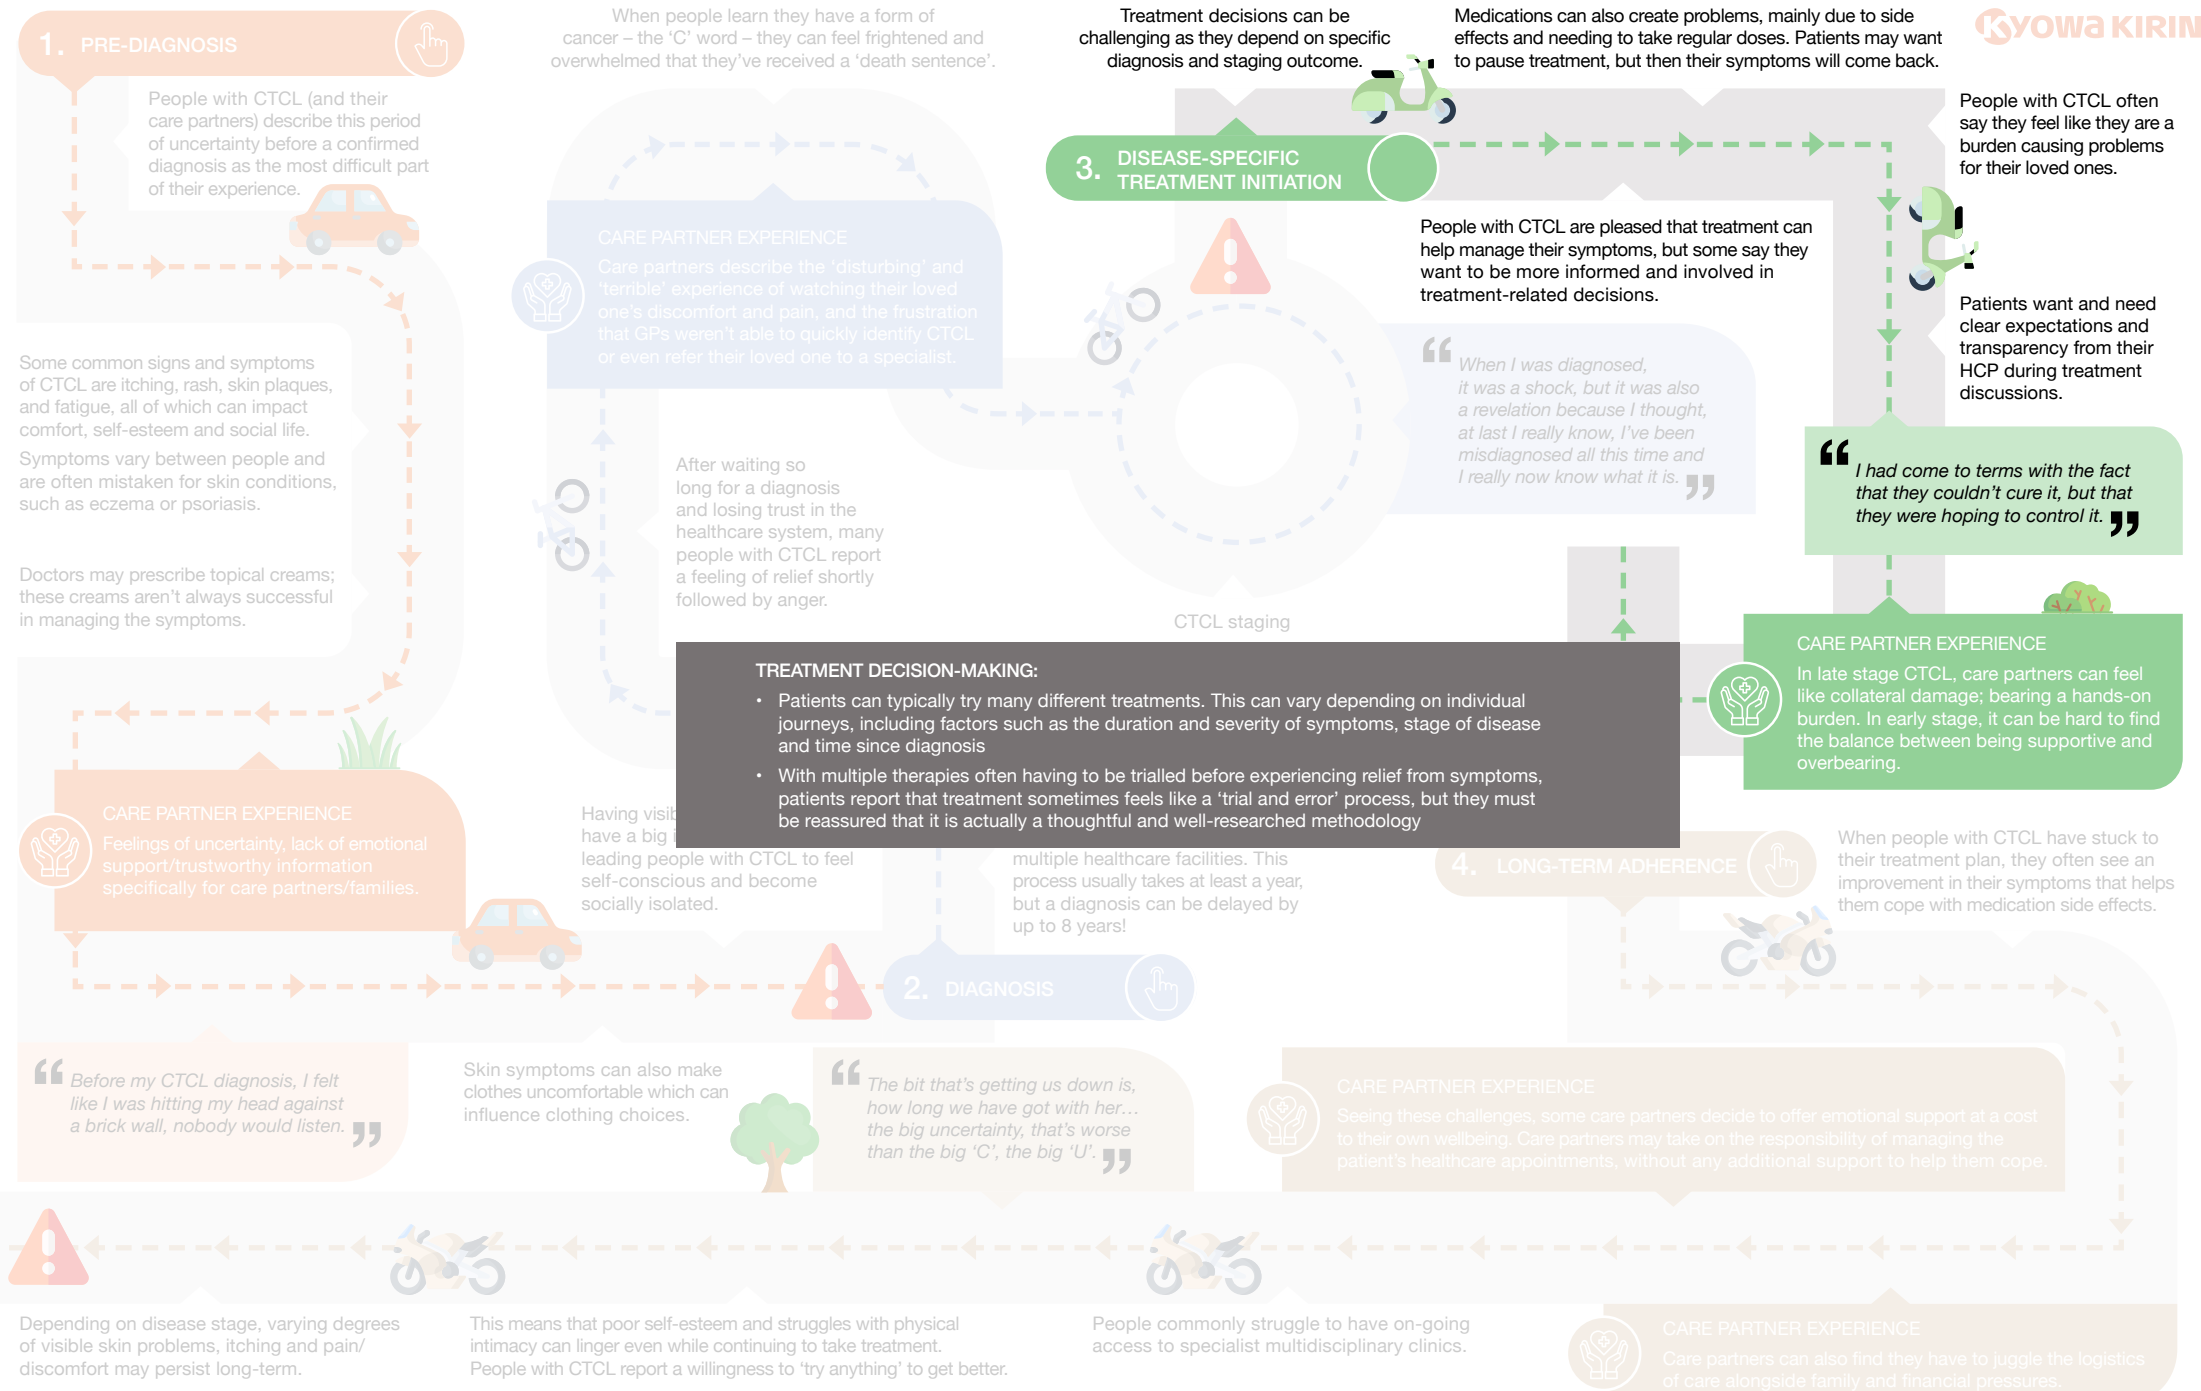 1. PRE-DIAGNOSIS
People with CTCL (and their
care partners) describe this period
of uncertainty before a confirmed
diagnosis as the most difficult part
of their experience.
Some common signs and symptoms
of CTCL are itching, rash, skin plaques,
and fatigue, all of which can impact
comfort, self-esteem and social life.
Symptoms vary between people and
are often mistaken for skin conditions,
such as eczema or psoriasis.
Doctors may prescribe topical creams;
these creams aren't always successful
in managing the symptoms.
CARE PARTNER EXPERIENCE
Feelings of uncertainty, lack of emotional
support/trustworthy information
specifically for care partners/families.
“ Before my CTCL diagnosis, I felt
like I was hitting my head against
a brick wall, nobody would listen. ”
Skin symptoms can also make
clothes uncomfortable which can
influence clothing choices.
Having visib
have a big i
leading people with CTCL to feel
self-conscious and become
socially isolated.
2. DIAGNOSIS
multiple healthcare facilities. This
process usually takes at least a year,
but a diagnosis can be delayed by
up to 8 years!
After waiting so
long for a diagnosis
and losing trust in the
healthcare system, many
people with CTCL report
a feeling of relief shortly
followed by anger.
CARE PARTNER EXPERIENCE
Care partners describe the ‘disturbing’ and
‘terrible’ experience of watching their loved
one's discomfort and pain, and the frustration
that GPs weren't able to quickly identify CTCL
or even refer their loved one to a specialist.
When people learn they have a form of
cancer – the ‘C’ word – they can feel frightened and
overwhelmed that they've received a ‘death sentence’.
“ When I was diagnosed,
it was a shock, but it was also
a revelation because I thought,
at last I really know, I've been
misdiagnosed all this time and
I really now know what it is. ”
CTCL staging
3. DISEASE-SPECIFIC
TREATMENT INITIATION
Treatment decisions can be
challenging as they depend on specific
diagnosis and staging outcome.
Medications can also create problems, mainly due to side
effects and needing to take regular doses. Patients may want
to pause treatment, but then their symptoms will come back.
KYOWA KIRIN
People with CTCL often
say they feel like they are a
burden causing problems
for their loved ones.
People with CTCL are pleased that treatment can
help manage their symptoms, but some say they
want to be more informed and involved in
treatment-related decisions.
Patients want and need
clear expectations and
transparency from their
HCP during treatment
discussions.
“ I had come to terms with the fact
that they couldn't cure it, but that
they were hoping to control it. ”
CARE PARTNER EXPERIENCE
In late stage CTCL, care partners can feel
like collateral damage; bearing a hands-on
burden. In early stage, it can be hard to find
the balance between being supportive and
overbearing.
TREATMENT DECISION-MAKING:
• Patients can typically try many different treatments. This can vary depending on individual
journeys, including factors such as the duration and severity of symptoms, stage of disease
and time since diagnosis
• With multiple therapies often having to be trialled before experiencing relief from symptoms,
patients report that treatment sometimes feels like a ‘trial and error’ process, but they must
be reassured that it is actually a thoughtful and well-researched methodology
4. LONG-TERM ADHERENCE
When people with CTCL have stuck to
their treatment plan, they often see an
improvement in their symptoms that helps
them cope with medication side effects.
CARE PARTNER EXPERIENCE
Seeing these challenges, some care partners decide to offer emotional support at a cost
to their own wellbeing. Care partners may take on the responsibility of managing the
patient's healthcare appointments, without any additional support to help them cope.
“ The bit that's getting us down is,
how long we have got with her…
the big uncertainty, that's worse
than the big ‘C’, the big ‘U’. ”
Depending on disease stage, varying degrees
of visible skin problems, itching and pain/
discomfort may persist long-term.
This means that poor self-esteem and struggles with physical
intimacy can linger even while continuing to take treatment.
People with CTCL report a willingness to ‘try anything’ to get better.
People commonly struggle to have on-going
access to specialist multidisciplinary clinics.
CARE PARTNER EXPERIENCE
Care partners can also find they have to juggle the logistics
of care alongside family and financial pressures.